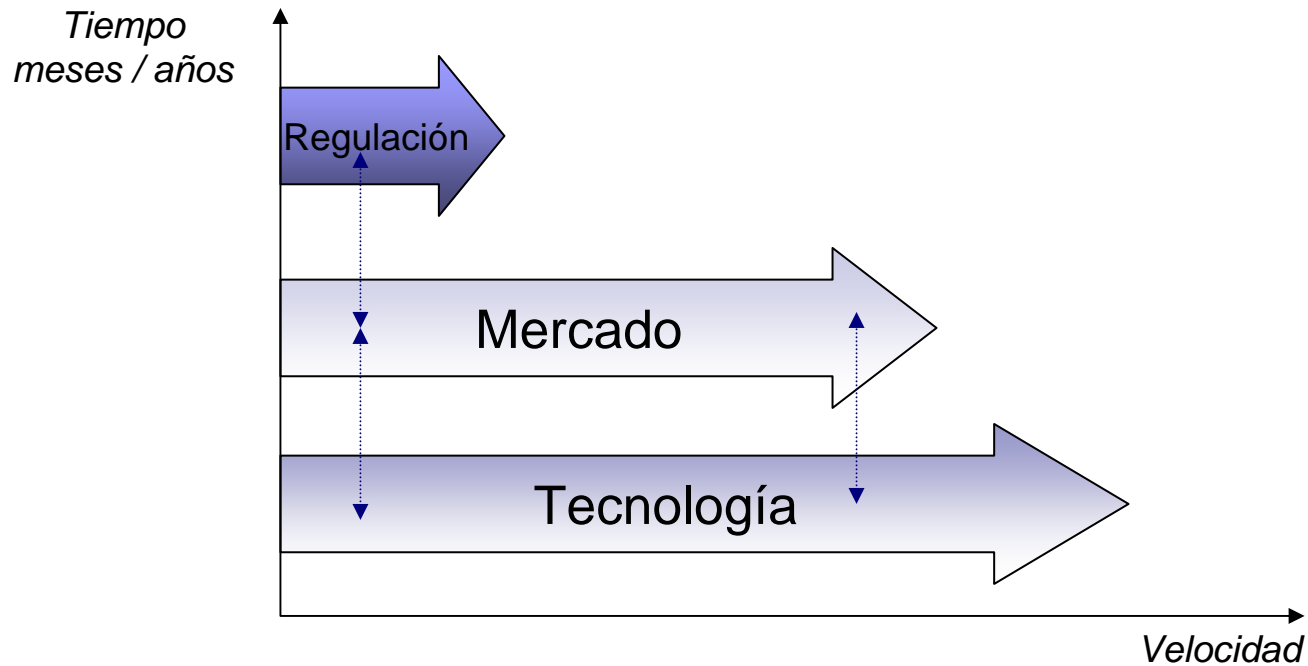 Tiempo
meses / años
Regulación
Mercado
Tecnología
Velocidad